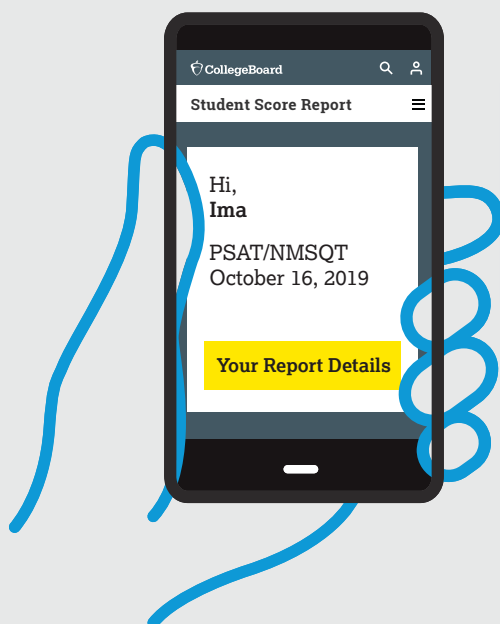 CollegeBoard
Student Score Report
Hi,
Ima
PSAT/NMSQT
October 16, 2019
Your Report Details